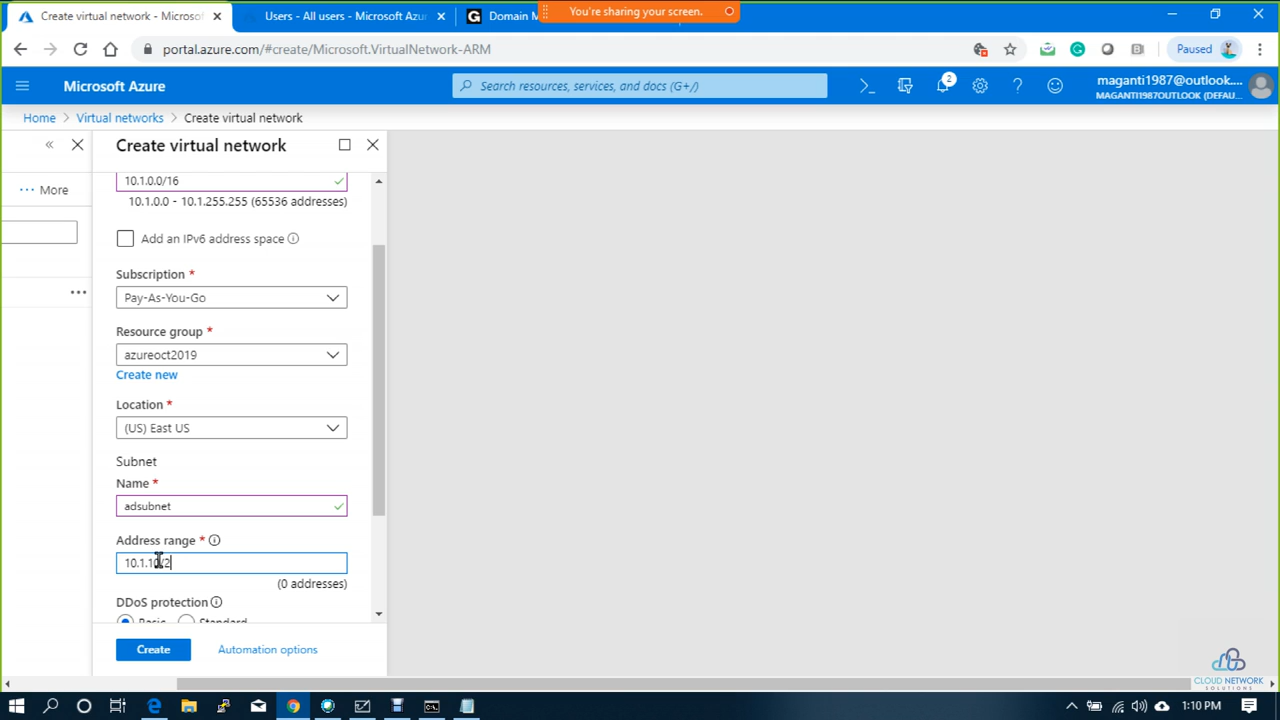 Create virtual network - Microso
Users - All users - Microsoft Azu
Domain M
You're sharing your screen.
portal.azure.com/#create/Microsoft.VirtualNetwork-ARM
Paused
Microsoft Azure
Search resources, services, and docs (G+/)
2
maganti1987@outlook....
MAGANTI1987OUTLOOK (DEFAU...
Home > Virtual networks > Create virtual network
Create virtual network
More
10.1.0.0/16
10.1.0.0 - 10.1.255.255 (65536 addresses)
Add an IPv6 address space
Subscription *
Pay-As-You-Go
Resource group *
azureoct2019
Create new
Location *
(US) East US
Subnet
Name *
adsubnet
Address range *
10.1.10/2
(0 addresses)
DDoS protection
Basic Standard
Create
Automation options
CLOUD NETWORK
SOLUTIONS
1:10 PM